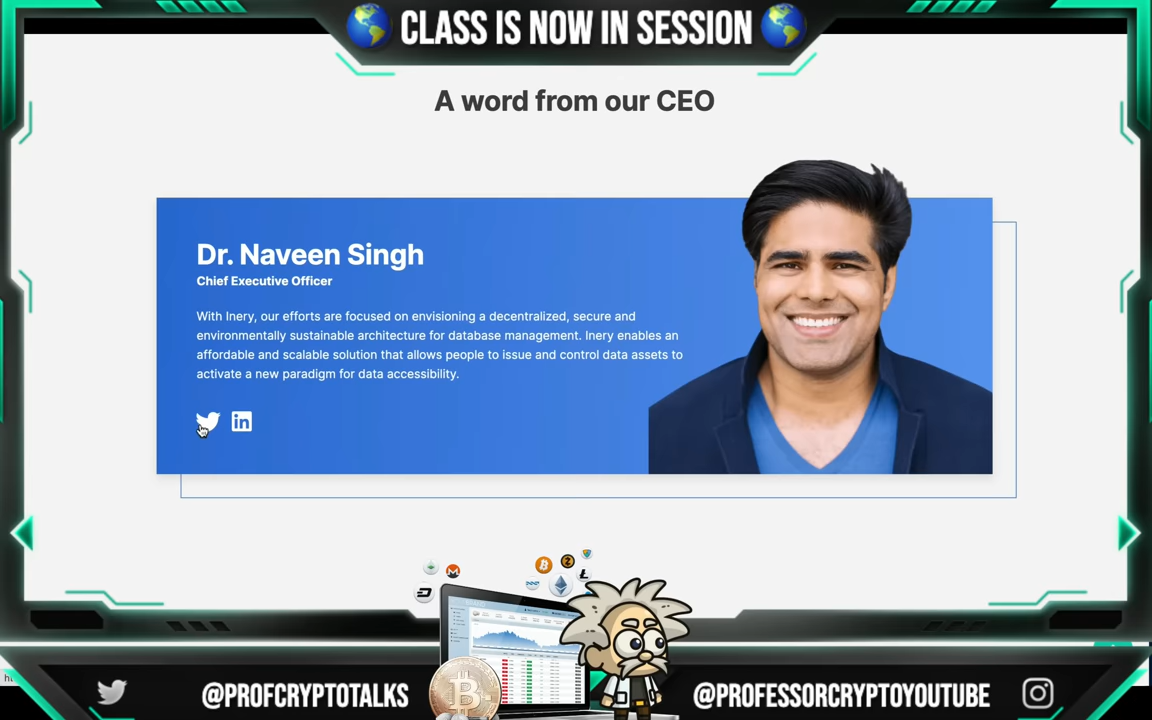 CLASS IS NOW IN SESSION
A word from our CEO
Dr. Naveen Singh
Chief Executive Officer
With Inery, our efforts are focused on envisioning a decentralized, secure and
environmentally sustainable architecture for database management. Inery enables an
affordable and scalable solution that allows people to issue and control data assets to
activate a new paradigm for data accessibility.
in
@PROFCRYPTOTALKS
@PROFESSORCRYPTOYOUTUBE